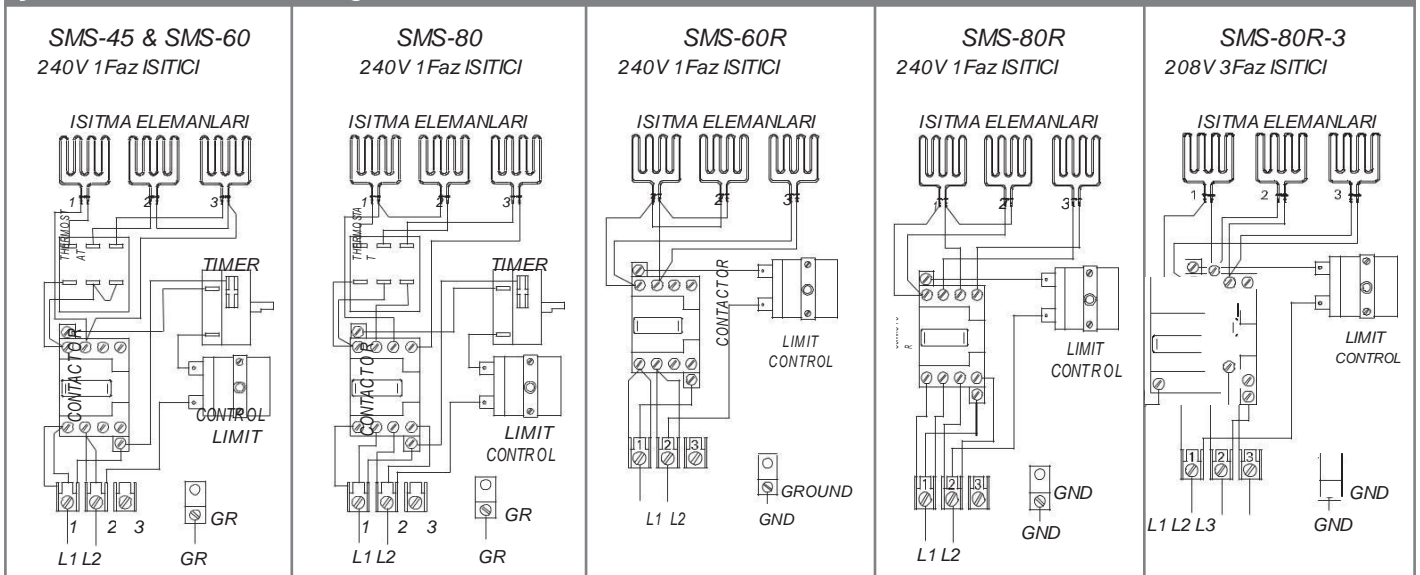 SMS-45 & SMS-60
240V 1Faz ISITICI
ISITMA ELEMANLARI
1 2 3
THERMOST
AT
TIMER
CONTACTOR
CONTROL
LIMIT
1 2 3
GR
L1 L2
GR
SMS-80
240V 1Faz ISITICI
ISITMA ELEMANLARI
1 2 3
THERMOSTA
T
TIMER
CONTACTOR
LIMIT
CONTROL
1 2 3
GR
L1 L2
GR
SMS-60R
240V 1Faz ISITICI
ISITMA ELEMANLARI
2 3
CONTACTOR
LIMIT
CONTROL
1 2 3
GROUND
L1 L2
GND
SMS-80R
240V 1Faz ISITICI
ISITMA ELEMANLARI
1 2 3
R
LIMIT
CONTROL
1 2 3
GND
L1 L2
GND
SMS-80R-3
208V 3Faz ISITICI
ISITMA ELEMANLARI
1 2 3
LIMIT
CONTROL
1 2 3
GND
L1 L2 L3
GND